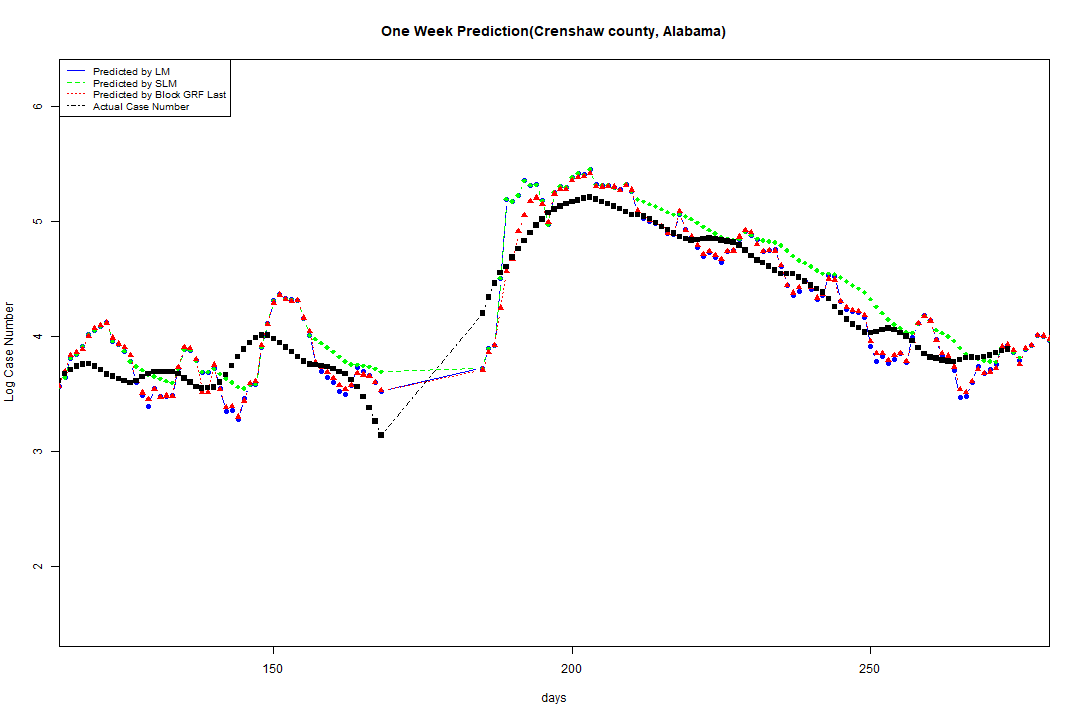 One Week Prediction(Crenshaw county, Alabama)
Predicted by LM
Predicted by SLM
Predicted by Block GRF Last
Actual Case Number
6
5
4
3
2
Log Case Number
150 200 250
days